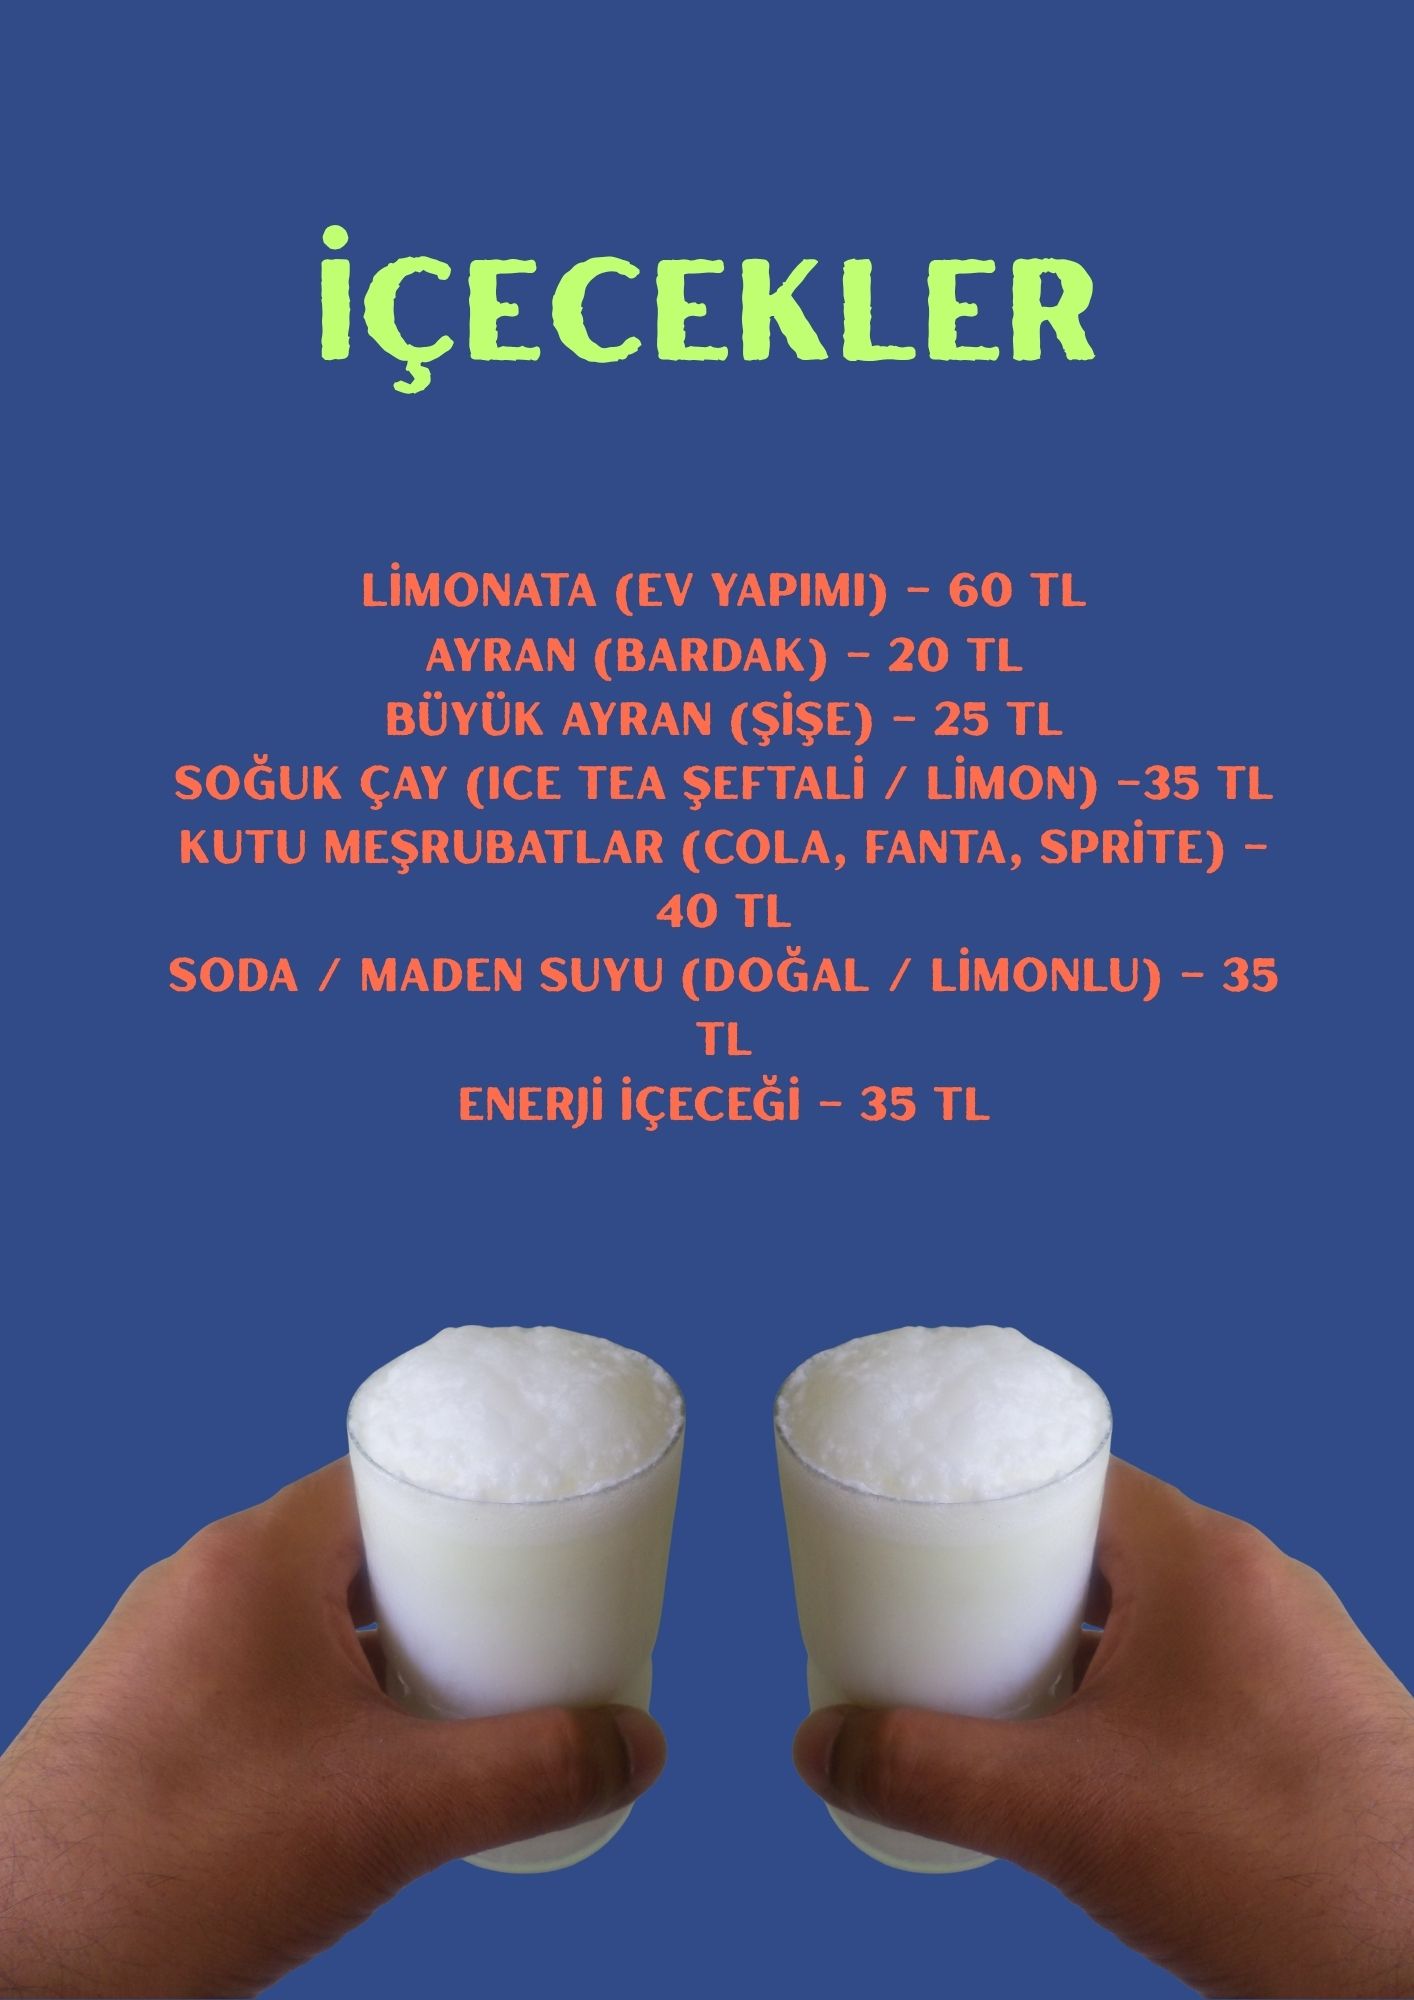 İÇECEKLER
LİMONATA (EV YAPIMI) – 60 TL
AYRAN (BARDAK) – 20 TL
BÜYÜK AYRAN (ŞİŞE) – 25 TL
SOĞUK ÇAY (ICE TEA ŞEFTALİ / LİMON) –35 TL
KUTU MEŞRUBATLAR (COLA, FANTA, SPRİTE) –
40 TL
SODA / MADEN SUYU (DOĞAL / LİMONLU) – 35
TL
ENERJİ İÇECEĞİ – 35 TL